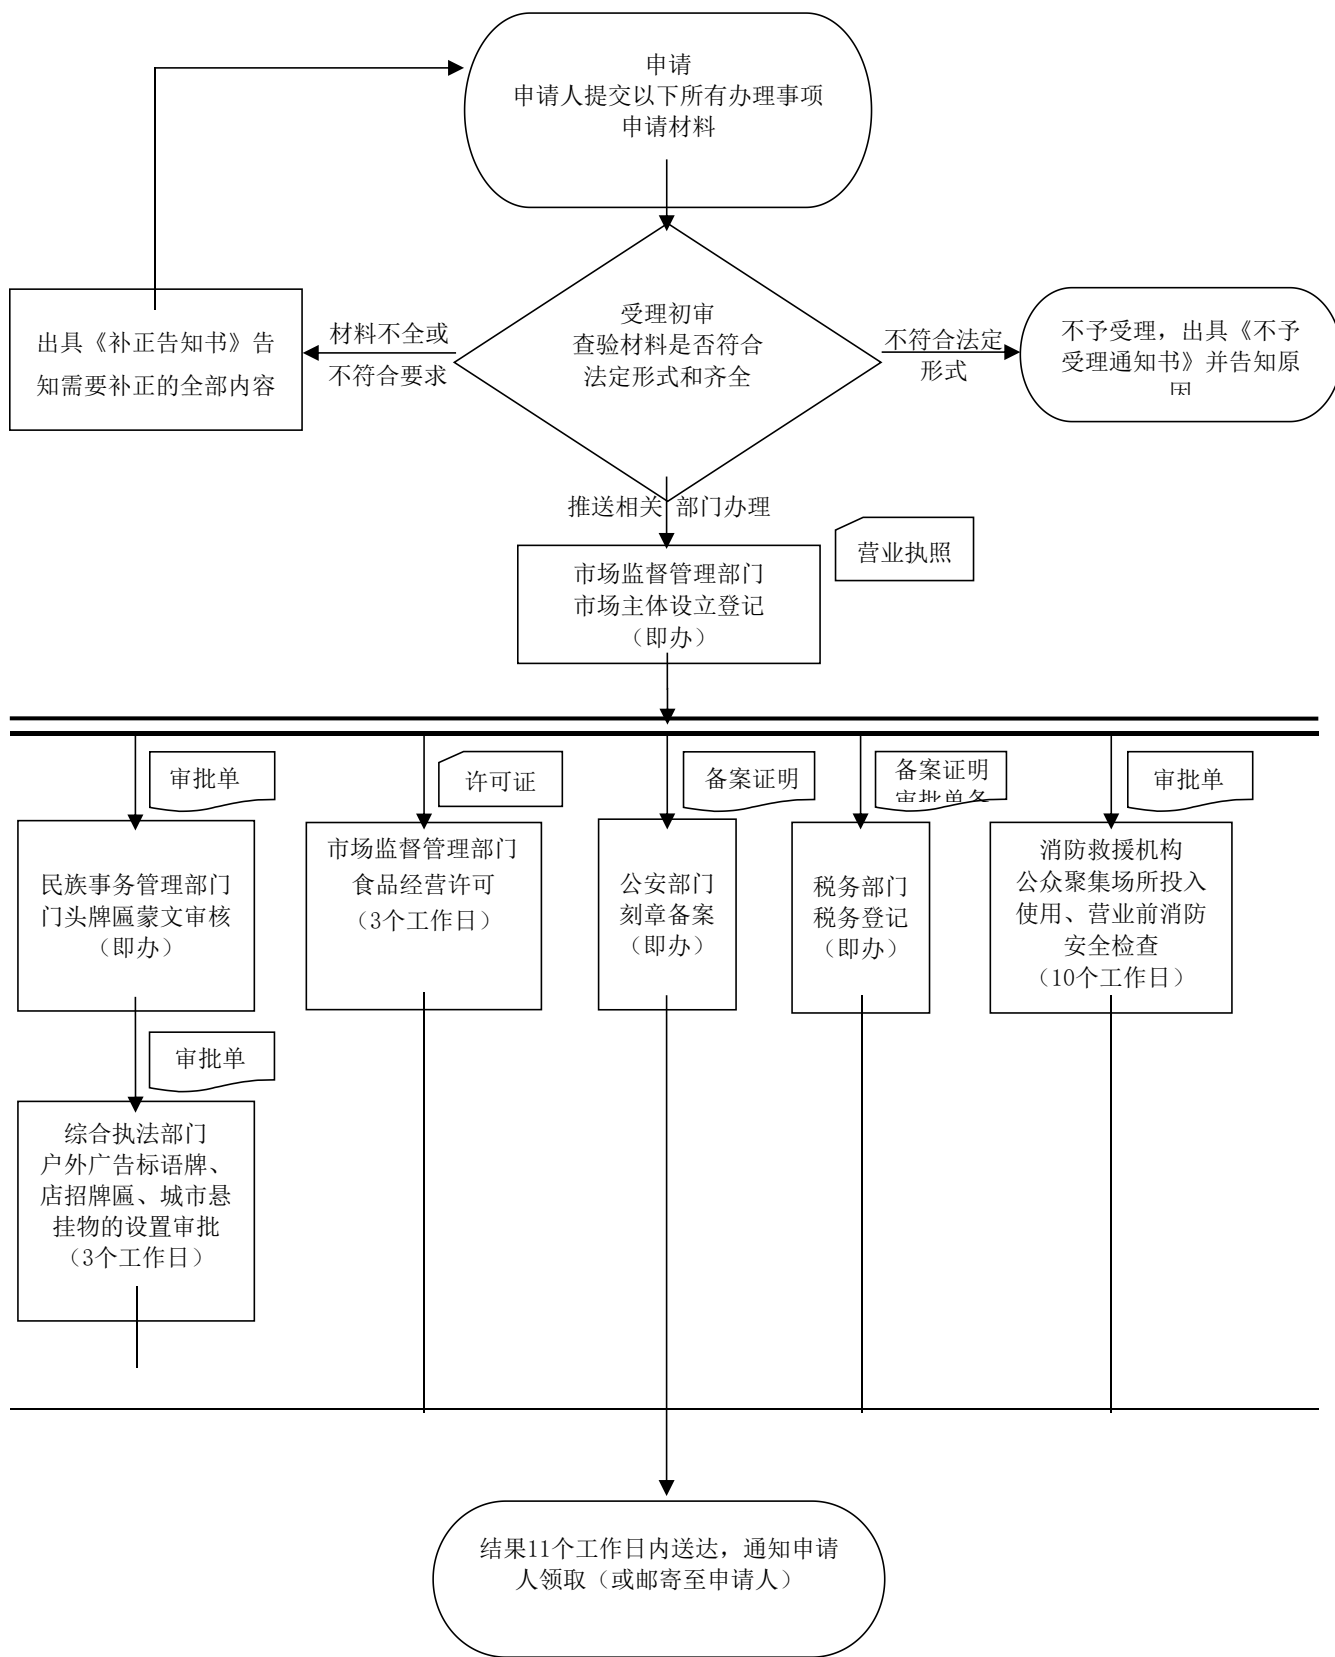 申请
申请人提交以下所有办理事项
申请材料
出具《补正告知书》告
知需要补正的全部内容
材料不全或
不符合要求
受理初审
查验材料是否符合
法定形式和齐全
不符合法定
形式
不予受理，出具《不予
受理通知书》并告知原
因
推送相关 部门办理
营业执照
市场监督管理部门
市场主体设立登记
（即办）
审批单
许可证
备案证明
备案证明
审批单各
审批单
民族事务管理部门
门头牌匾蒙文审核
（即办）
市场监督管理部门
食品经营许可
（3个工作日）
公安部门
刻章备案
（即办）
税务部门
税务登记
（即办）
消防救援机构
公众聚集场所投入
使用、营业前消防
安全检查
（10个工作日）
审批单
综合执法部门
户外广告标语牌、
店招牌匾、城市悬
挂物的设置审批
（3个工作日）
结果11个工作日内送达，通知申请
人领取（或邮寄至申请人）